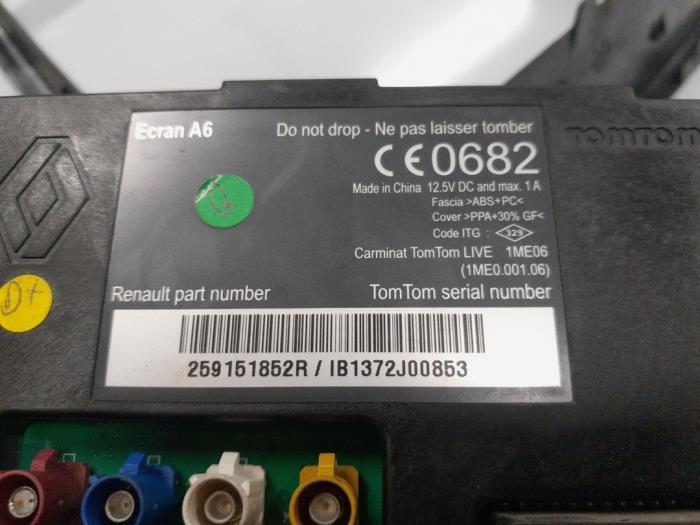 Ecran A6
Do not drop - Ne pas laisser tomber
CE0682
Made in China 12.5V DC and max. 1 A
Fascia >ABS+PC<
Cover >PPA+30% GF<
Code ITG : 329
Carminat TomTom LIVE 1ME06
(1ME0.001.06)
Renault part number
TomTom serial number
259151852R / IB1372J00853
TOMTOM